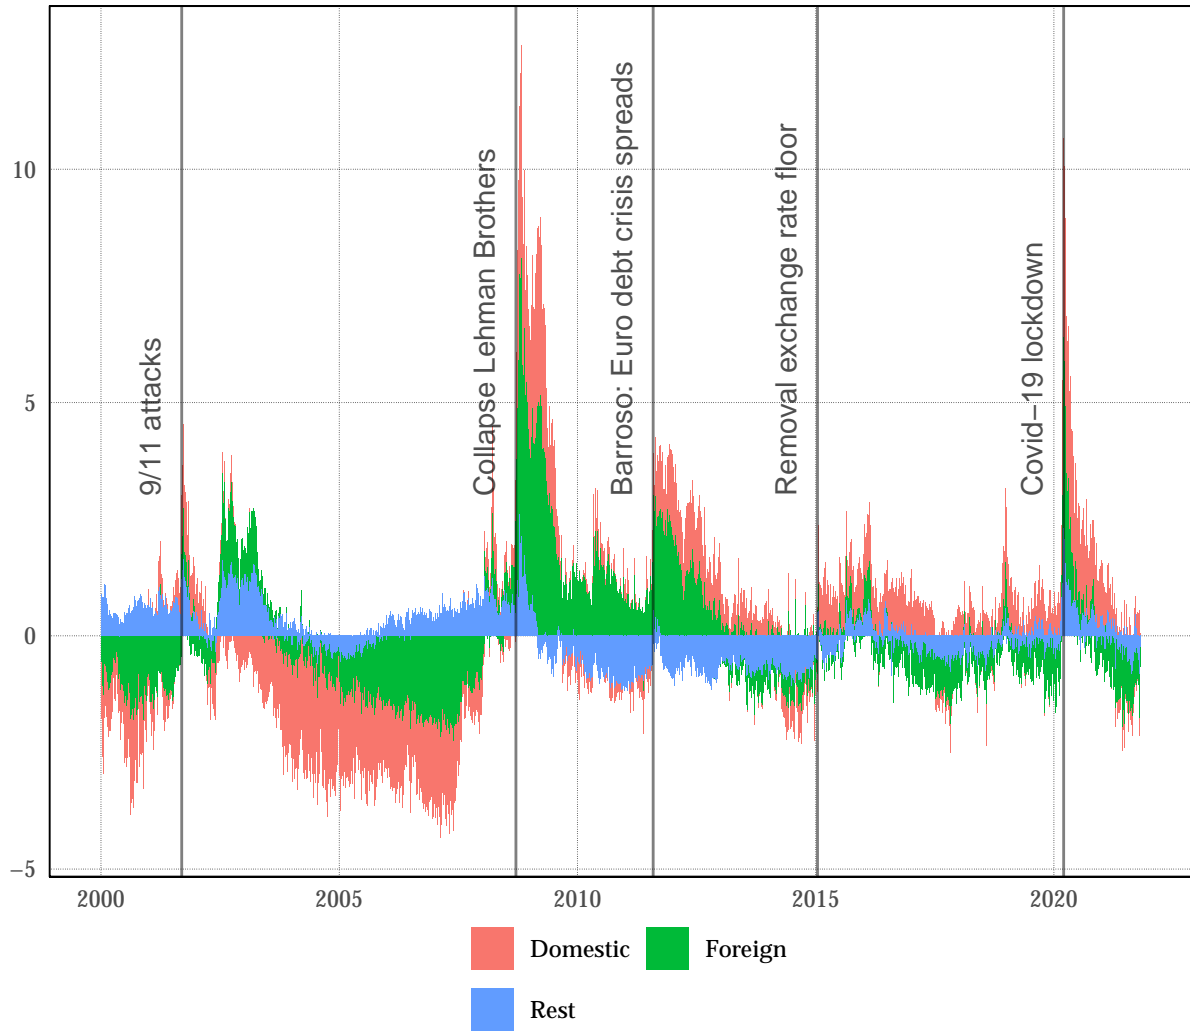 10
5
0
−5
9/11 attacks
Collapse Lehman Brothers
Barroso: Euro debt crisis spreads
Removal exchange rate floor
Covid−19 lockdown
2000
2005
2010
2015
2020
Domestic
Foreign
Rest